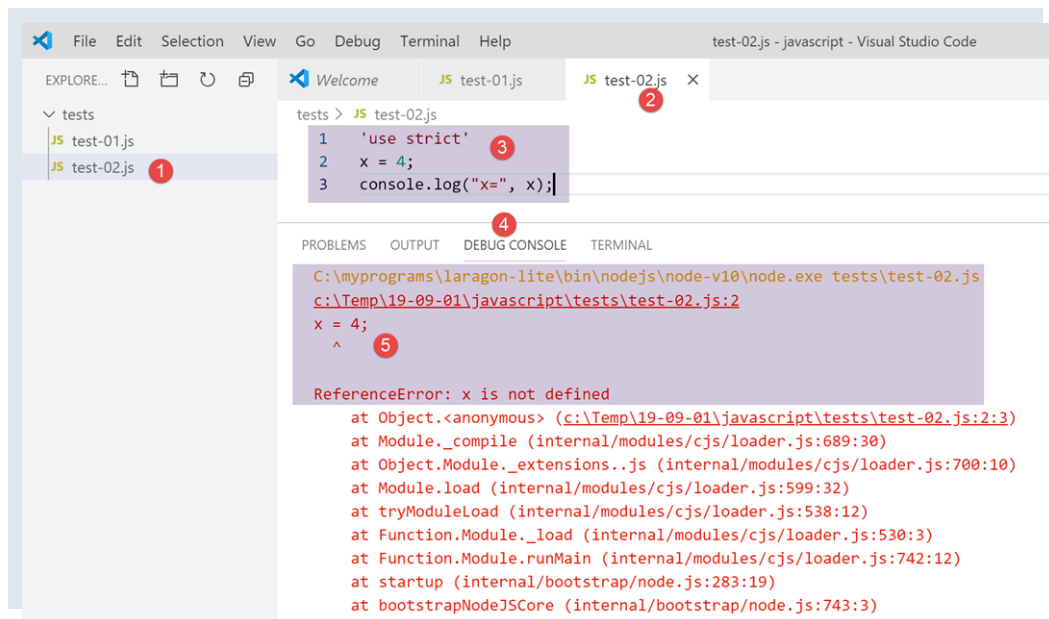 File Edit Selection View Go Debug Terminal Help test-02.js - javascript - Visual Studio Code
EXPLORE... Welcome JS test-01.js JS test-02.js ✕
2
tests
JS test-01.js
JS test-02.js 1
tests > JS test-02.js
1 'use strict' 3
2 x = 4;
3 console.log("x=", x);
4
PROBLEMS OUTPUT DEBUG CONSOLE TERMINAL
C:\myprograms\laragon-lite\bin\nodejs\node-v10\node.exe tests\test-02.js
c:\Temp\19-09-01\javascript\tests\test-02.js:2
x = 4;
^ 5
ReferenceError: x is not defined
at Object.<anonymous> (c:\Temp\19-09-01\javascript\tests\test-02.js:2:3)
at Module._compile (internal/modules/cjs/loader.js:689:30)
at Object.Module._extensions..js (internal/modules/cjs/loader.js:700:10)
at Module.load (internal/modules/cjs/loader.js:599:32)
at tryModuleLoad (internal/modules/cjs/loader.js:538:12)
at Function.Module._load (internal/modules/cjs/loader.js:530:3)
at Function.Module.runMain (internal/modules/cjs/loader.js:742:12)
at startup (internal/bootstrap/node.js:283:19)
at bootstrapNodeJSCore (internal/bootstrap/node.js:743:3)